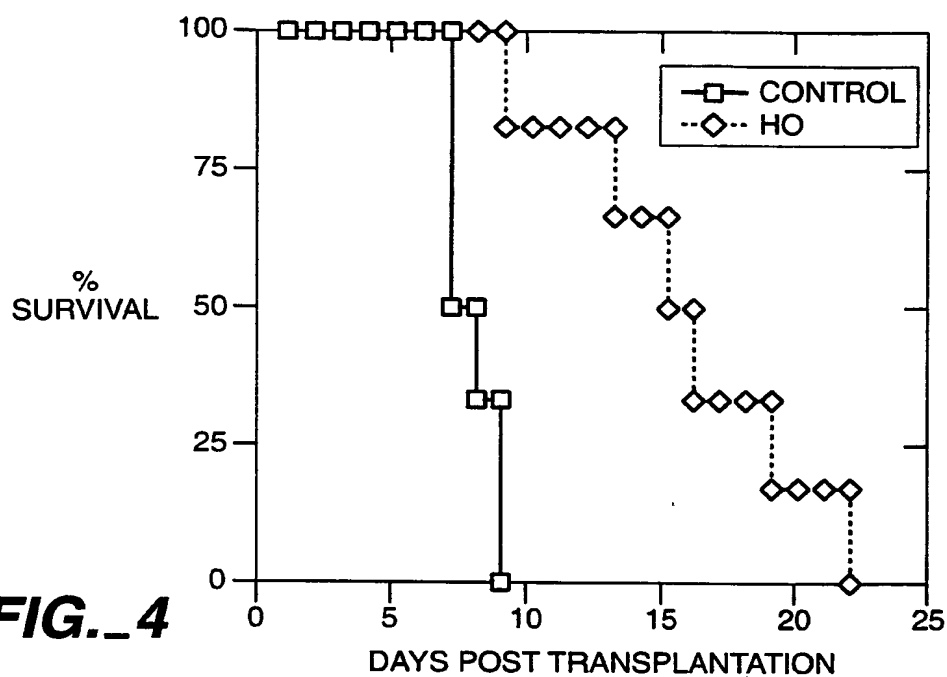 100
75
%
SURVIVAL
50
25
0
CONTROL
HO
0 5 10 15 20 25
DAYS POST TRANSPLANTATION
FIG._4